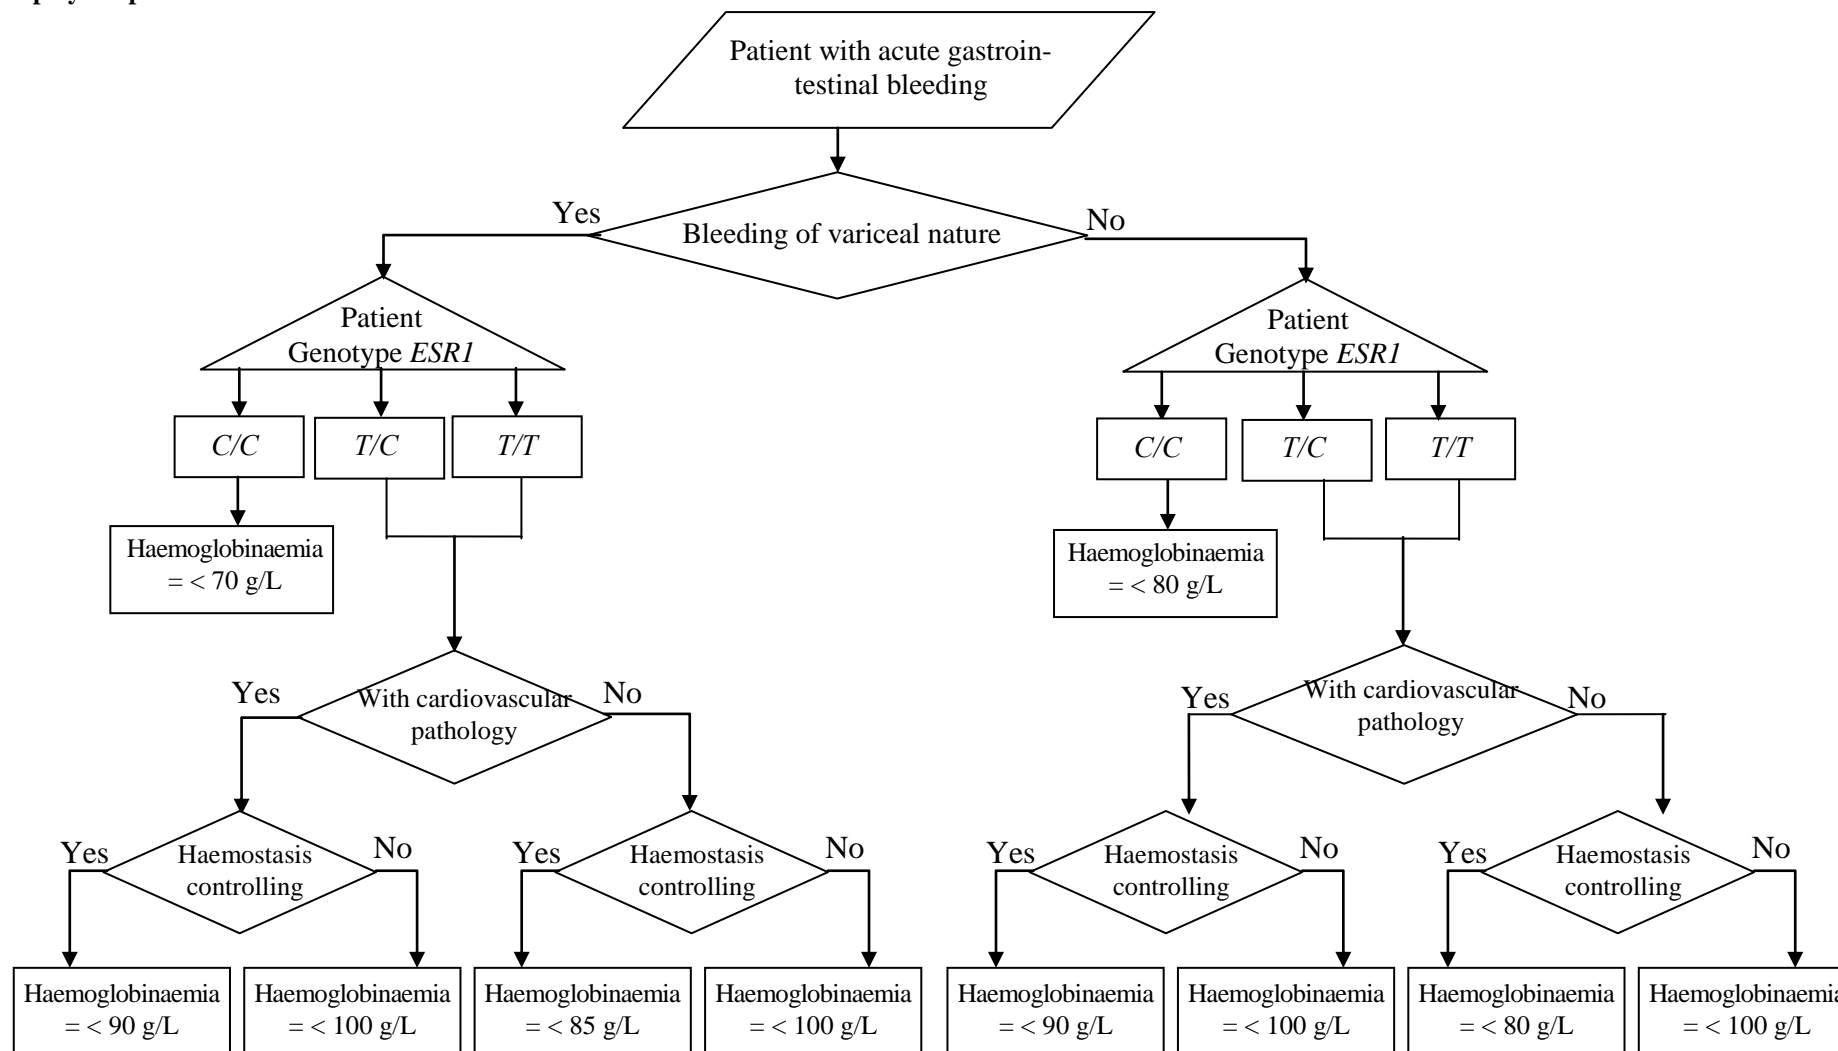 Patient with acute gastroin-
testinal bleeding
Yes
No
Bleeding of variceal nature
Patient
Genotype ESR1
Patient
Genotype ESR1
C/C
T/C
T/T
C/C
T/C
T/T
Haemoglobinaemia
= < 70 g/L
Haemoglobinaemia
= < 80 g/L
Yes
With cardiovascular
pathology
No
Yes
With cardiovascular
pathology
No
Yes
Haemostasis
controlling
No
Yes
Haemostasis
controlling
No
Yes
Haemostasis
controlling
No
Yes
Haemostasis
controlling
No
Haemoglobinaemia
= < 90 g/L
Haemoglobinaemia
= < 100 g/L
Haemoglobinaemia
= < 85 g/L
Haemoglobinaemia
= < 100 g/L
Haemoglobinaemia
= < 90 g/L
Haemoglobinaemia
= < 100 g/L
Haemoglobinaemia
= < 80 g/L
Haemoglobinaemia
= < 100 g/L